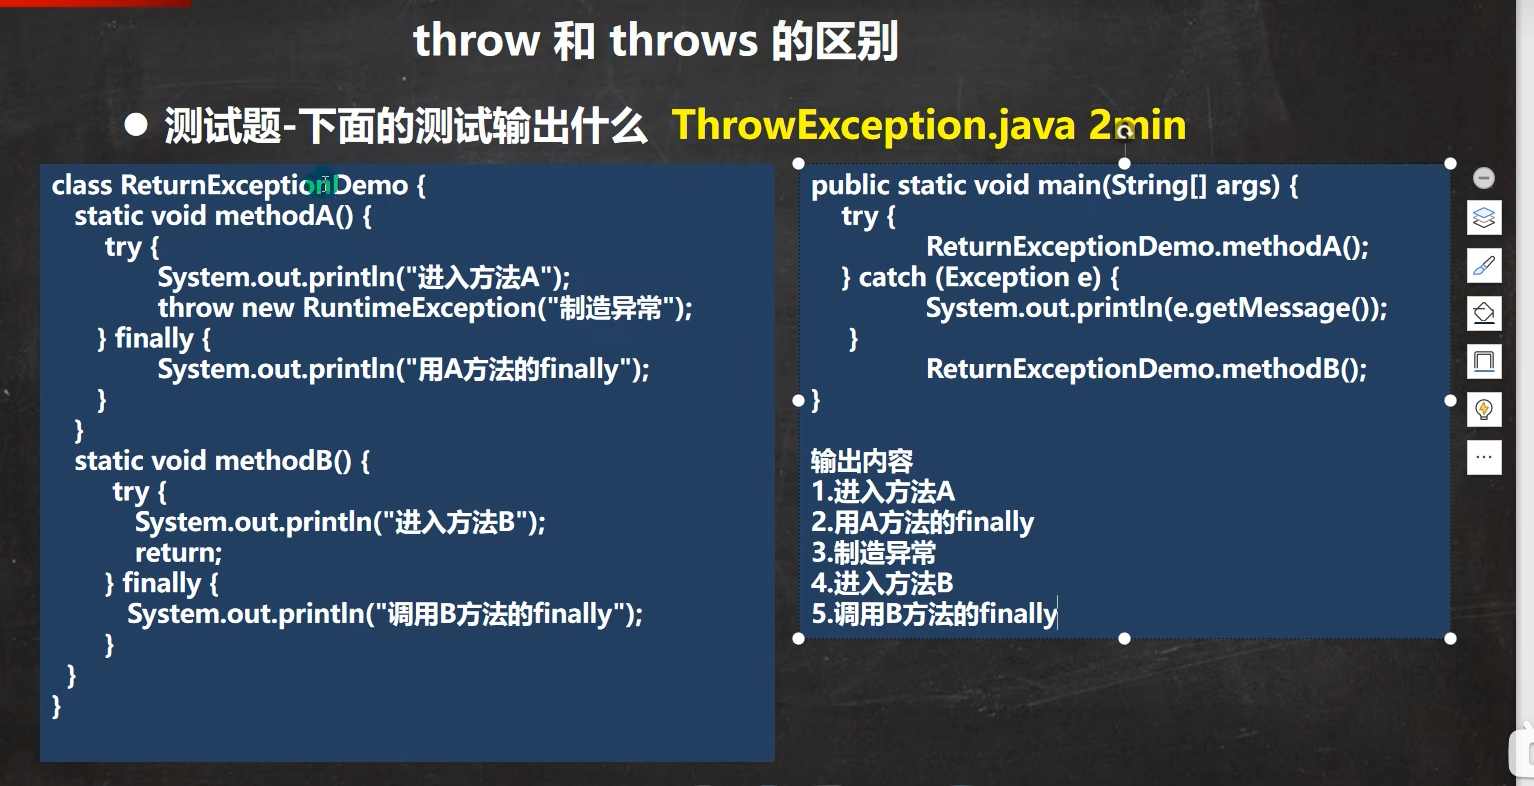 throw 和 throws 的区别
● 测试题-下面的测试输出什么 ThrowException.java 2min
class ReturnExceptionDemo {
static void methodA() {
try {
System.out.println("进入方法A");
throw new RuntimeException("制造异常");
} finally {
System.out.println("用A方法的finally");
}
}
static void methodB() {
try {
System.out.println("进入方法B");
return;
} finally {
System.out.println("调用B方法的finally");
}
}
}
public static void main(String[] args) {
try {
ReturnExceptionDemo.methodA();
} catch (Exception e) {
System.out.println(e.getMessage());
}
ReturnExceptionDemo.methodB();
}
输出内容
1.进入方法A
2.用A方法的finally
3.制造异常
4.进入方法B
5.调用B方法的finally